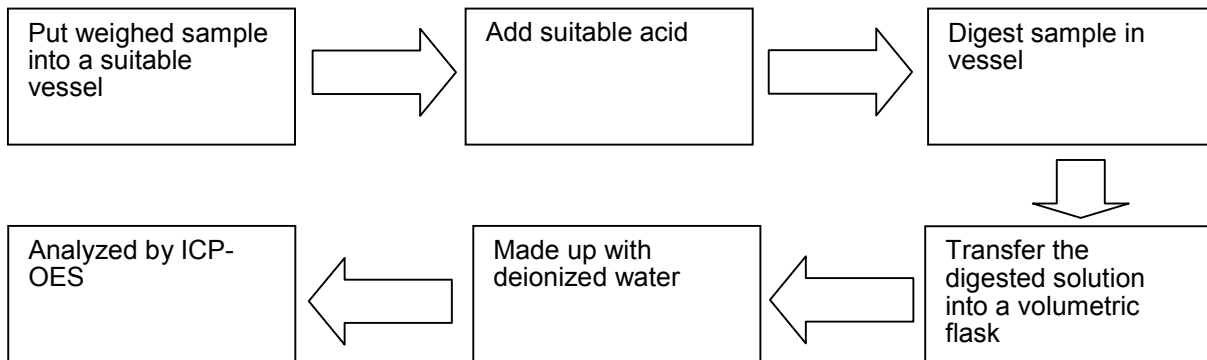 Put weighed sample
into a suitable
vessel
Add suitable acid
Digest sample in
vessel
Transfer the
digested solution
into a volumetric
flask
Made up with
deionized water
Analyzed by ICP-
OES